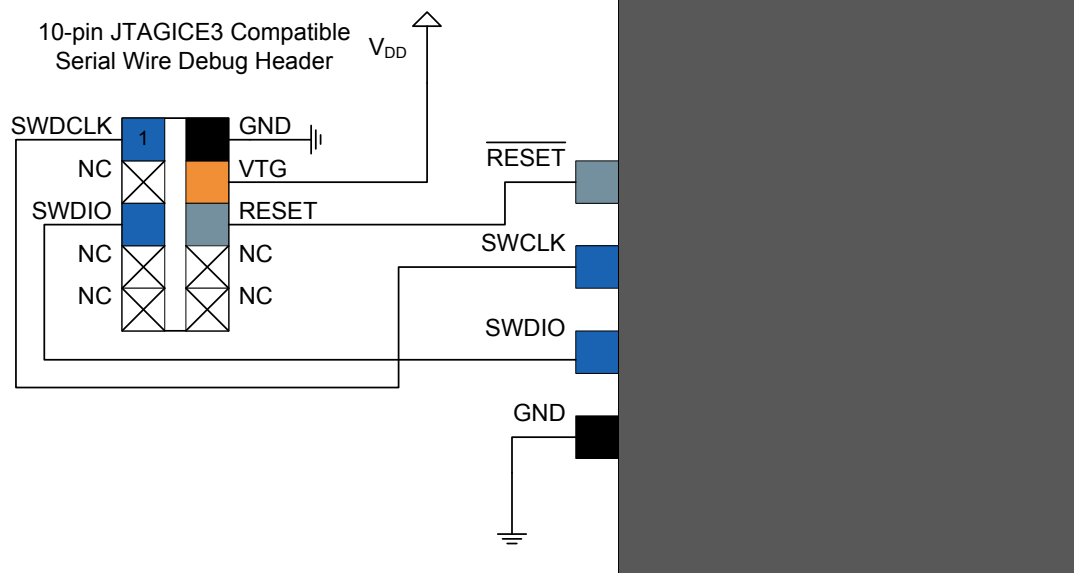 10-pin JTAGICE3 Compatible
Serial Wire Debug Header
VDD
SWDCLK
1
GND
NC
VTG
SWDIO
RESET
NC
NC
NC
NC
RESET
SWCLK
SWDIO
GND